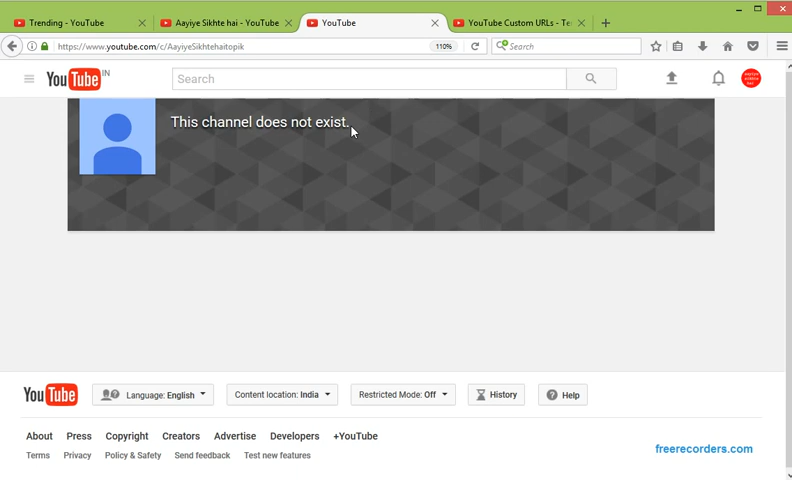 Trending - YouTube
Aayiye Sikhte hai - YouTube
YouTube
YouTube Custom URLs - Te
https://www.youtube.com/c/AayiyeSikhtehaitopik
110%
Search
YouTube IN
Search
This channel does not exist.
YouTube
Language: English
Content location: India
Restricted Mode: Off
History
Help
About Press Copyright Creators Advertise Developers +YouTube
Terms Privacy Policy & Safety Send feedback Test new features
freerecorders.com